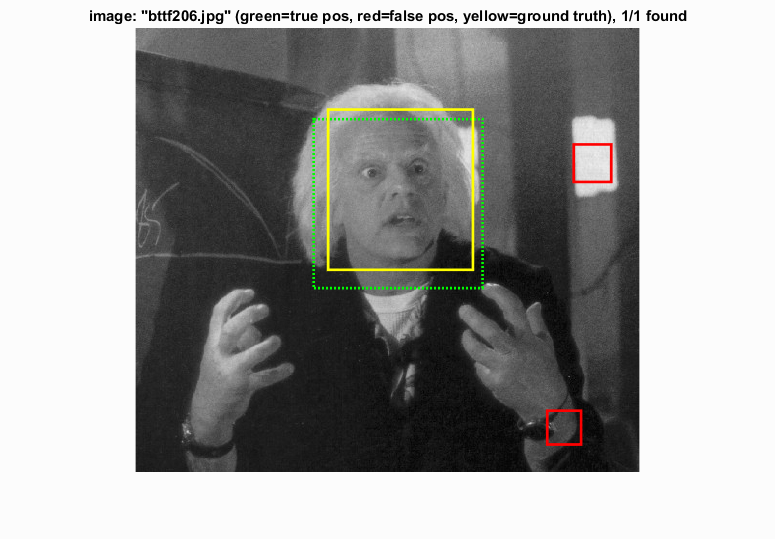 image: "bttf206.jpg" (green=true pos, red=false pos, yellow=ground truth), 1/1 found